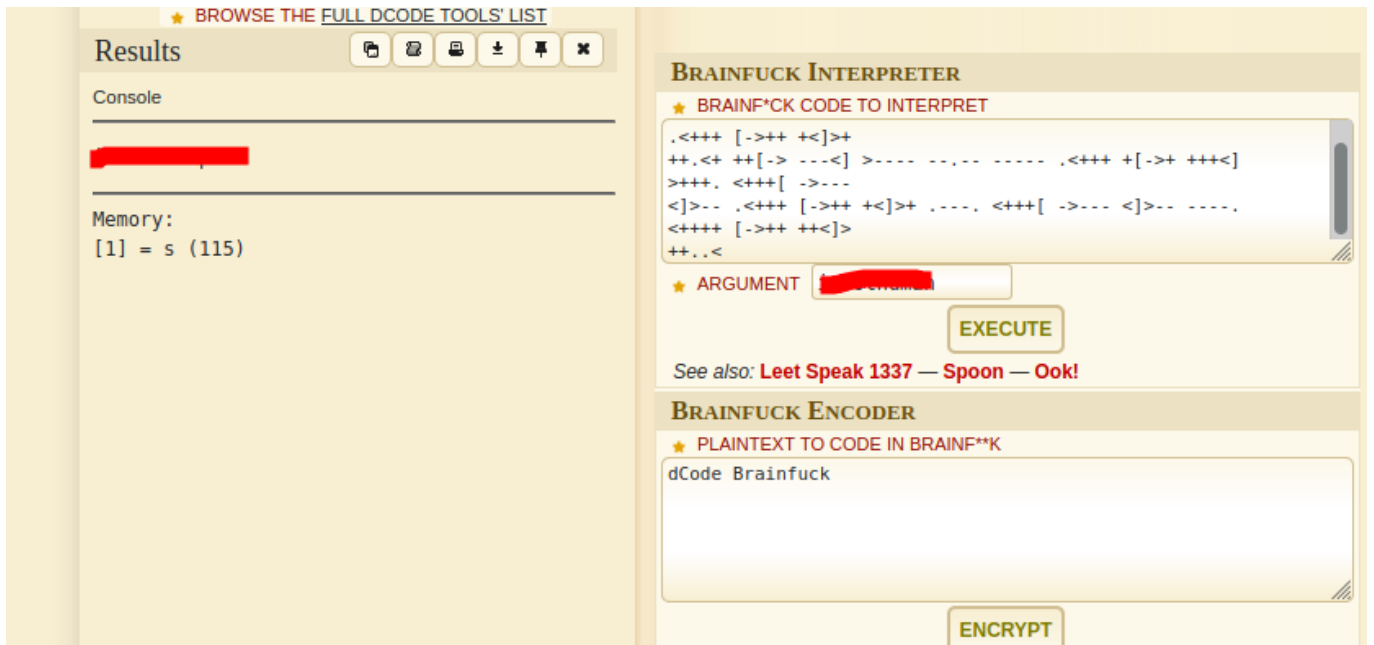 BROWSE THE FULL DCODE TOOLS' LIST
Results
Console
Memory:
[1] = s (115)
BRAINFUCK INTERPRETER
BRAINF*CK CODE TO INTERPRET
.<+++ [->++ +<]>+
++.<+ ++[-> ---<] >---- --.-- ----- .<+++ +[->+ +++<]
>+++. <+++[ ->---
<]>-- .<+++ [->++ +<]>+ .---. <+++[ ->--- <]>-- ----.
<++++ [->++ ++<]>
++..<
ARGUMENT
EXECUTE
See also: Leet Speak 1337 — Spoon — Ook!
BRAINFUCK ENCODER
PLAINTEXT TO CODE IN BRAINF**K
dCode Brainfuck
ENCRYPT